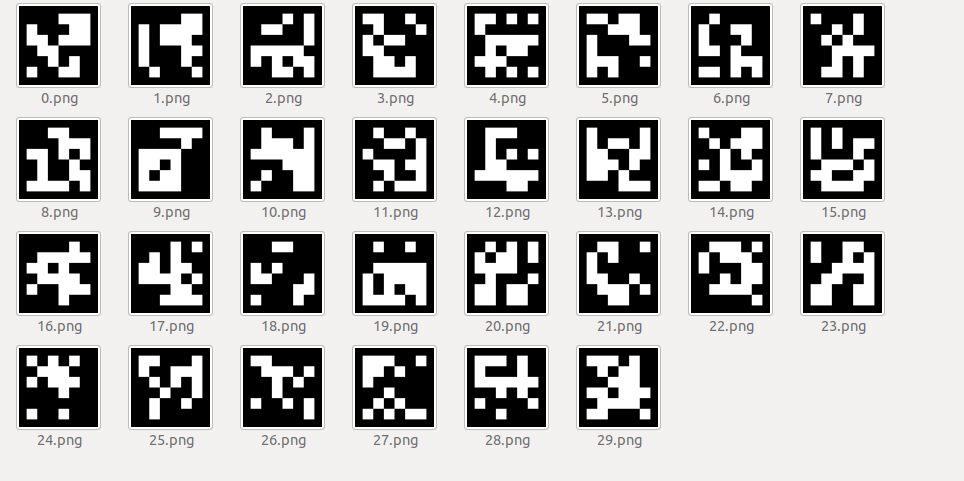 0.png 1.png 2.png 3.png 4.png 5.png 6.png 7.png
8.png 9.png 10.png 11.png 12.png 13.png 14.png 15.png
16.png 17.png 18.png 19.png 20.png 21.png 22.png 23.png
24.png 25.png 26.png 27.png 28.png 29.png